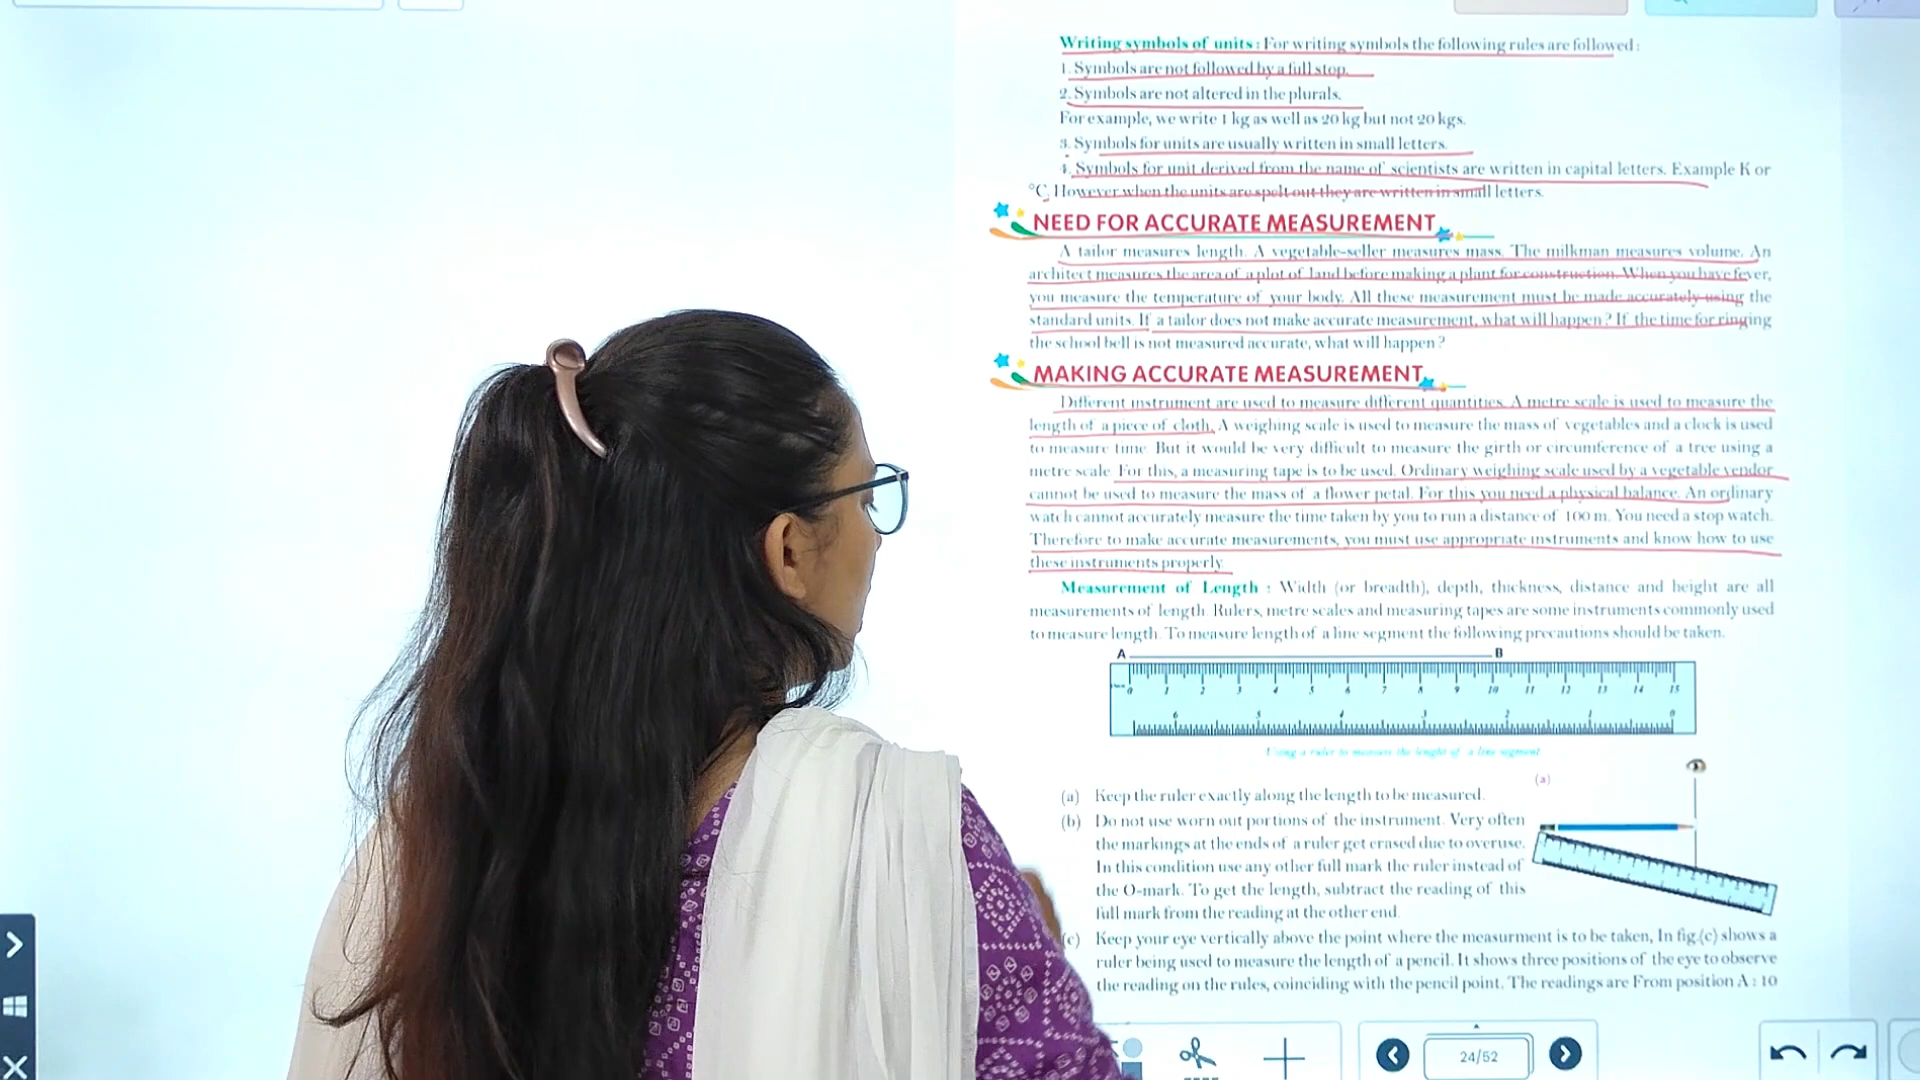 Writing symbols of units : For writing symbols the following rules are followed :
1. Symbols are not followed by a full stop.
2. Symbols are not altered in the plurals.
For example, we write 1 kg as well as 20 kg but not 20 kgs.
3. Symbols for units are usually written in small letters.
4. Symbols for unit derived from the name of scientists are written in capital letters. Example K or
°C. However when the units are spelt out they are written in small letters.
NEED FOR ACCURATE MEASUREMENT
A tailor measures length. A vegetable-seller measures mass. The milkman measures volume. An
architect measures the area of a plot of land before making a plant for construction. When you have fever,
you measure the temperature of your body. All these measurement must be made accurately using the
standard units. If a tailor does not make accurate measurement, what will happen ? If the time for ringing
the school bell is not measured accurate, what will happen ?
MAKING ACCURATE MEASUREMENT
Different instrument are used to measure different quantities. A metre scale is used to measure the
length of a piece of cloth. A weighing scale is used to measure the mass of vegetables and a clock is used
to measure time. But it would be very difficult to measure the girth or circumference of a tree using a
metre scale. For this, a measuring tape is to be used. Ordinary weighing scale used by a vegetable vendor
cannot be used to measure the mass of a flower petal. For this you need a physical balance. An ordinary
watch cannot accurately measure the time taken by you to run a distance of 100 m. You need a stop watch.
Therefore to make accurate measurements, you must use appropriate instruments and know how to use
these instruments properly.
Measurement of Length : Width (or breadth), depth, thickness, distance and height are all
measurements of length. Rulers, metre scales and measuring tapes are some instruments commonly used
to measure length. To measure length of a line segment the following precautions should be taken.
A B
0 1 2 3 4 5 6 7 8 9 10 11 12 13 14 15
6 5 4 3 2 1 0
Using a ruler to measure the lenght of a line segment
(a)
(a) Keep the ruler exactly along the length to be measured.
(b) Do not use worn out portions of the instrument. Very often
the markings at the ends of a ruler get erased due to overuse.
In this condition use any other full mark the ruler instead of
the O-mark. To get the length, subtract the reading of this
full mark from the reading at the other end.
(c) Keep your eye vertically above the point where the measurment is to be taken, In fig.(c) shows a
ruler being used to measure the length of a pencil. It shows three positions of the eye to observe
the reading on the rules, coinciding with the pencil point. The readings are From position A : 10
24/52